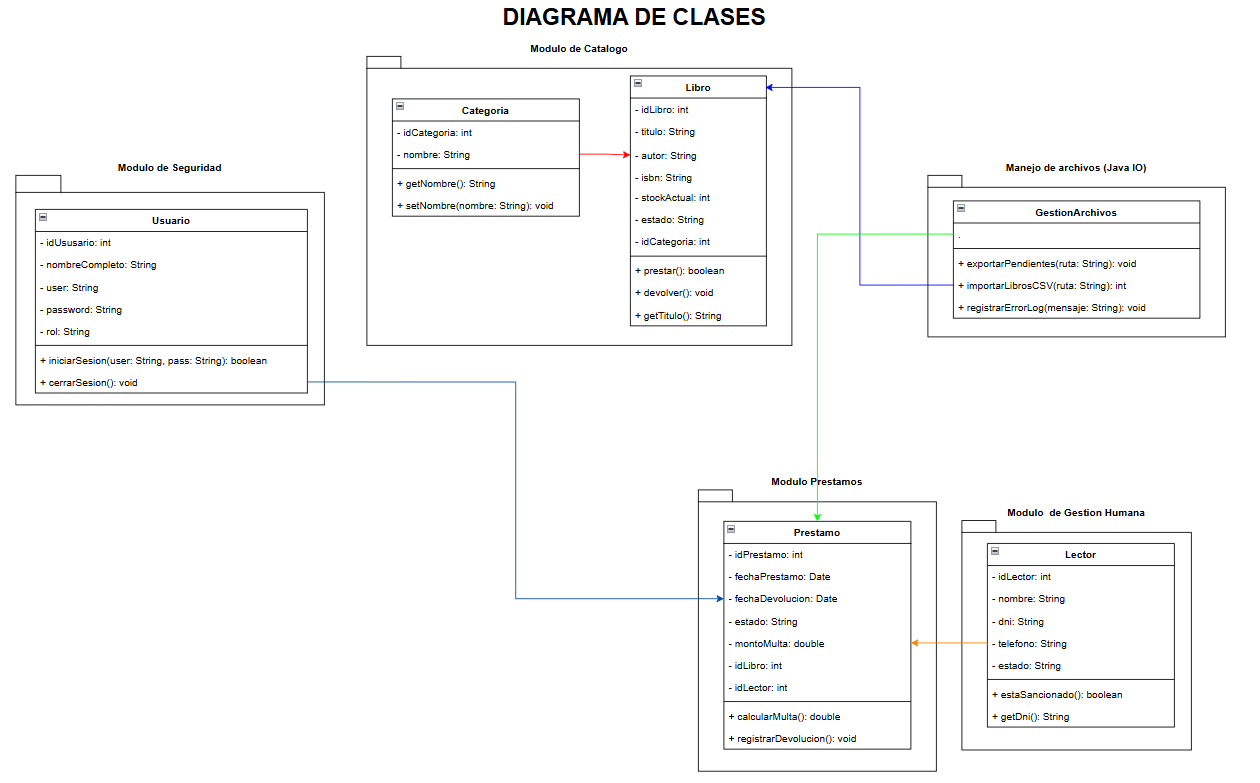 DIAGRAMA DE CLASES
Modulo de Catalogo
Categoria
- idCategoria: int
- nombre: String
+ getNombre(): String
+ setNombre(nombre: String): void
Libro
- idLibro: int
- titulo: String
- autor: String
- isbn: String
- stockActual: int
- estado: String
- idCategoria: int
+ prestar(): boolean
+ devolver(): void
+ getTitulo(): String
Modulo de Seguridad
Usuario
- idUsusario: int
- nombreCompleto: String
- user: String
- password: String
- rol: String
+ iniciarSesion(user: String, pass: String): boolean
+ cerrarSesion(): void
Manejo de archivos (Java IO)
GestionArchivos
.
+ exportarPendientes(ruta: String): void
+ importarLibrosCSV(ruta: String): int
+ registrarErrorLog(mensaje: String): void
Modulo Prestamos
Prestamo
- idPrestamo: int
- fechaPrestamo: Date
- fechaDevolucion: Date
- estado: String
- montoMulta: double
- idLibro: int
- idLector: int
+ calcularMulta(): double
+ registrarDevolucion(): void
Modulo  de Gestion Humana
Lector
- idLector: int
- nombre: String
- dni: String
- telefono: String
- estado: String
+ estaSancionado(): boolean
+ getDni(): String